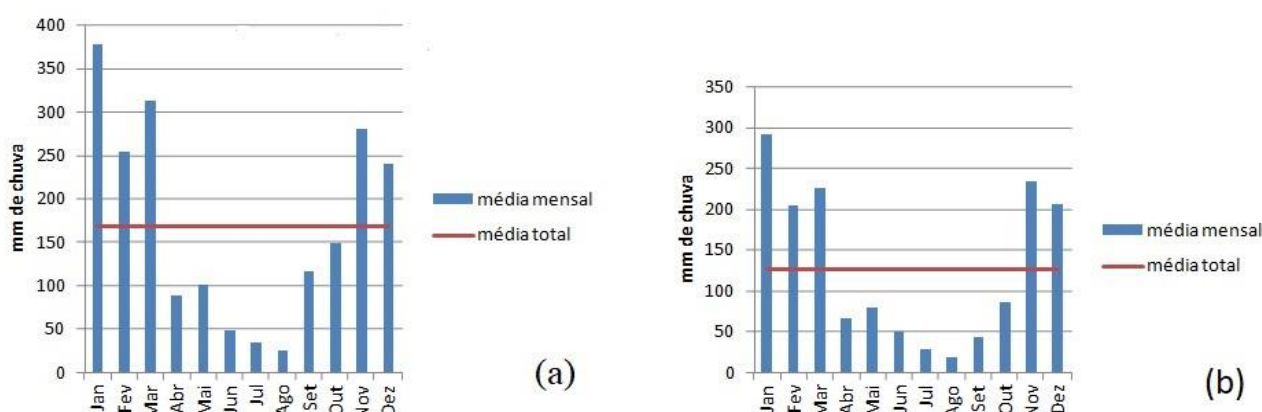 400
350
300
250
200
150
100
50
0
mm de chuva
Jan
Fev
Mar
Abr
Mai
Jun
Jul
Ago
Set
Out
Nov
Dez
média mensal
média total
(a)
350
300
250
200
150
100
50
0
mm de chuva
Jan
Fev
Mar
Abr
Mai
Jun
Jul
Ago
Set
Out
Nov
Dez
média mensal
média total
(b)